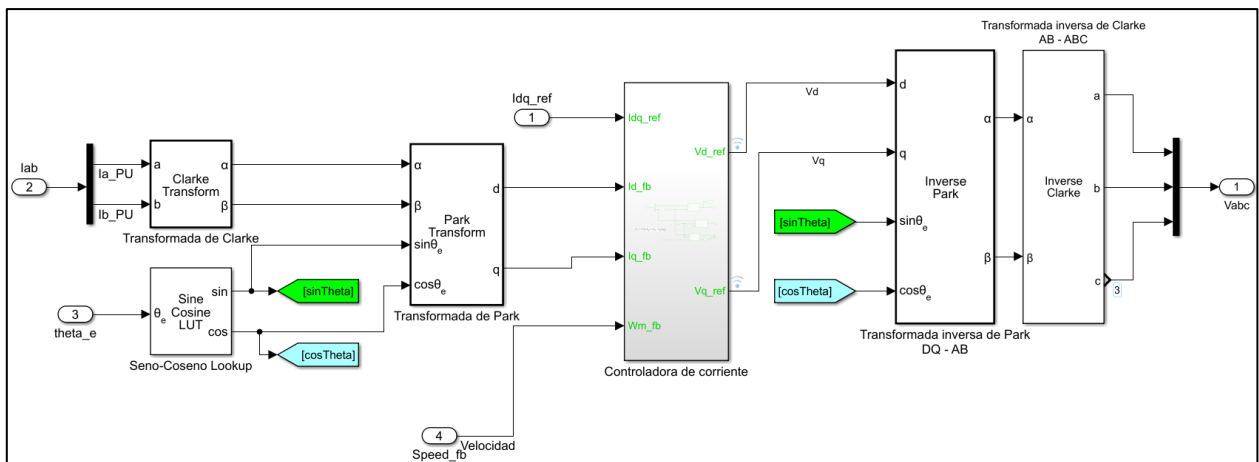 Iab
2
Ia_PU
Ib_PU
a
b
Clarke
Transform
α
β
Transformada de Clarke
3
theta_e
θe
Sine
Cosine
LUT
sin
cos
Seno-Coseno Lookup
[sinTheta]
[cosTheta]
α
β
sinθe
cosθe
Park
Transform
d
q
Transformada de Park
Idq_ref
1
4
Speed_fb
Velocidad
Idq_ref
Id_fb
Iq_fb
Wm_fb
Vd_ref
Vq_ref
Controladora de corriente
Vd
Vq
[sinTheta]
[cosTheta]
d
q
sinθe
cosθe
Inverse
Park
α
β
Transformada inversa de Park
DQ - AB
Transformada inversa de Clarke
AB - ABC
α
β
Inverse
Clarke
a
b
c
3
1
Vabc